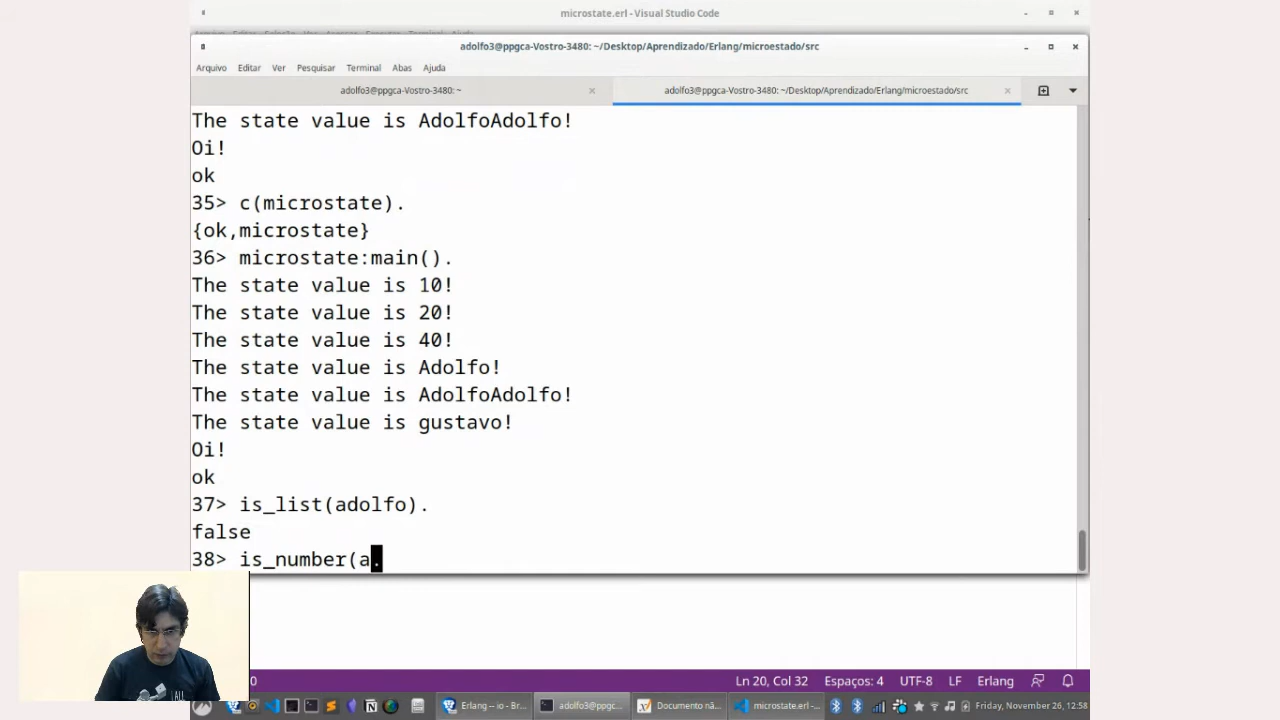 microstate.erl - Visual Studio Code
adolfo3@ppgca-Vostro-3480: ~/Desktop/Aprendizado/Erlang/microestado/src
Arquivo Editar Ver Pesquisar Terminal Abas Ajuda
adolfo3@ppgca-Vostro-3480: ~
adolfo3@ppgca-Vostro-3480: ~/Desktop/Aprendizado/Erlang/microestado/src
The state value is AdolfoAdolfo!
Oi!
ok
35> c(microstate).
{ok,microstate}
36> microstate:main().
The state value is 10!
The state value is 20!
The state value is 40!
The state value is Adolfo!
The state value is AdolfoAdolfo!
The state value is gustavo!
Oi!
ok
37> is_list(adolfo).
false
38> is_number(a.
0 Ln 20, Col 32 Espaços: 4 UTF-8 LF Erlang
Erlang -- io - Br... adolfo3@ppgc... Documento nã... microstate.erl -... Friday, November 26, 12:58